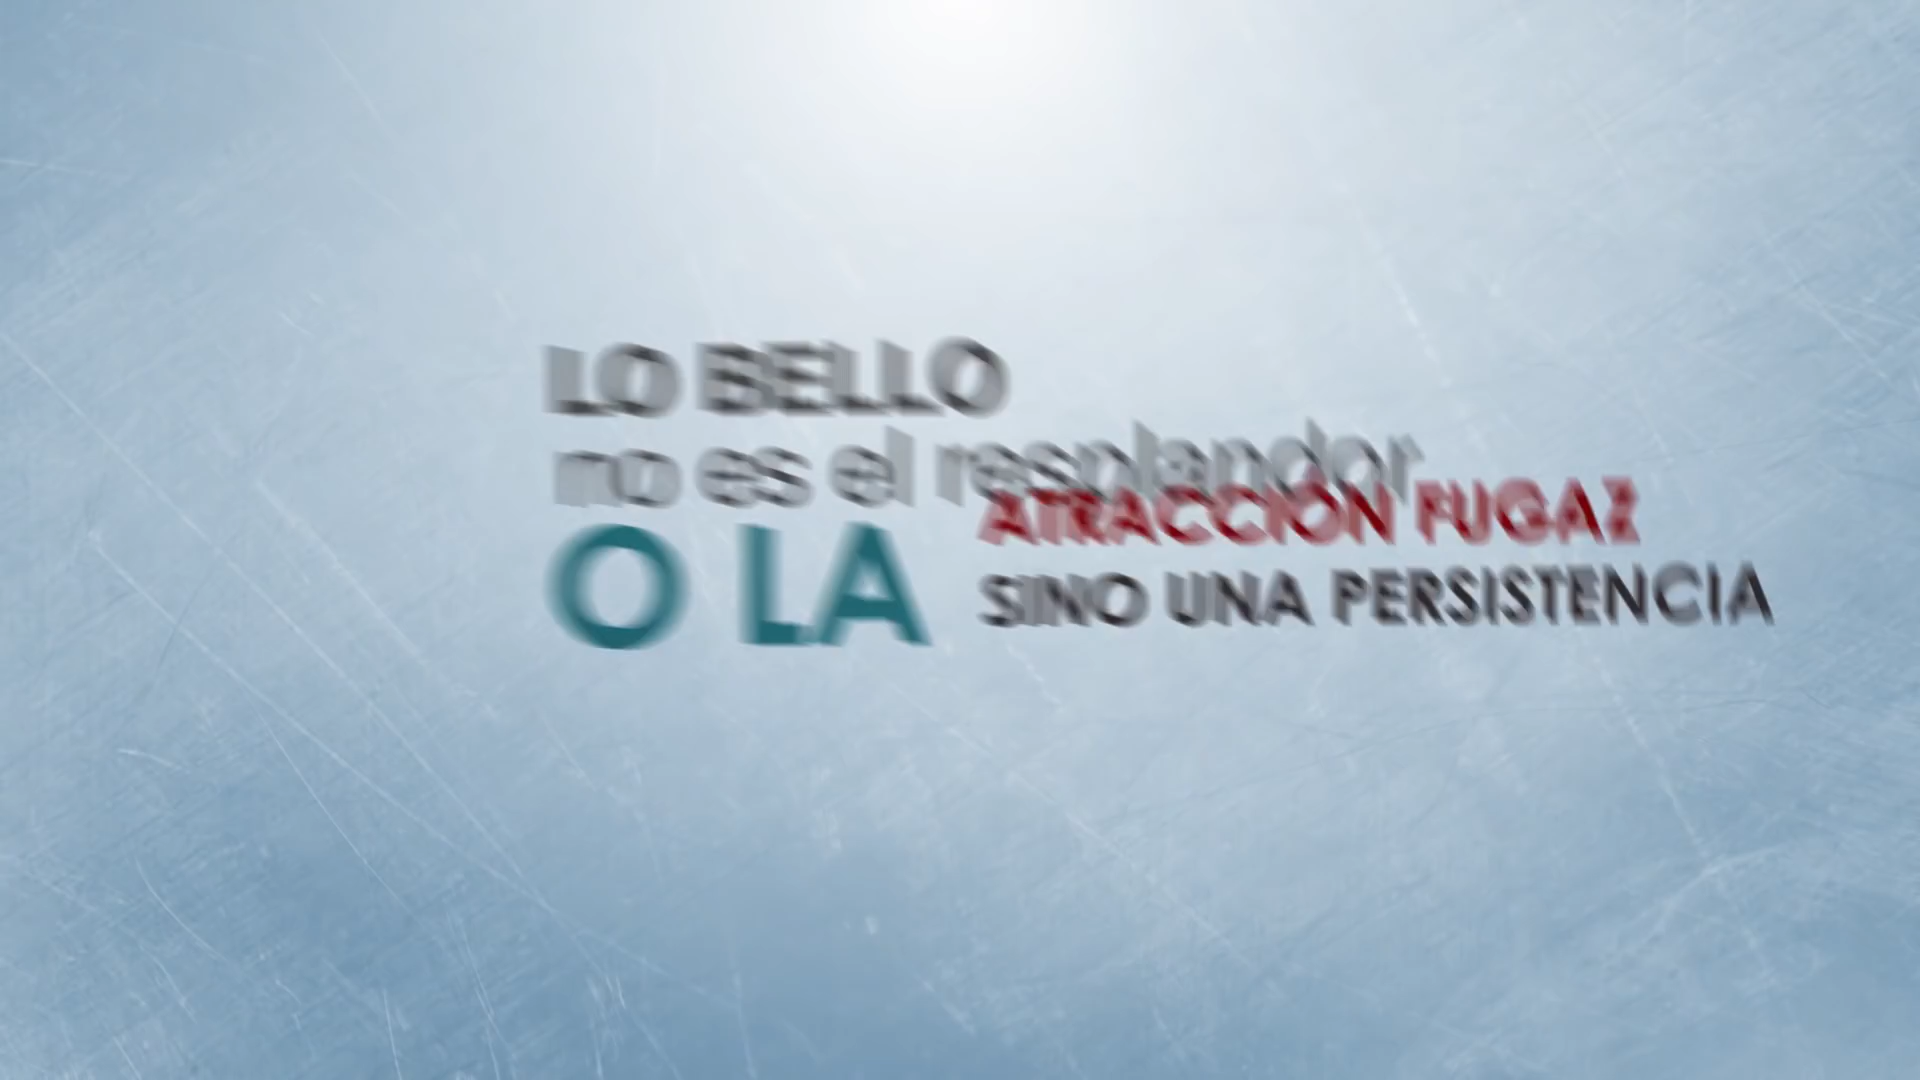 LO BELLO
no es el resplandor
O LA
ATRACCIÓN FUGAZ
SINO UNA PERSISTENCIA